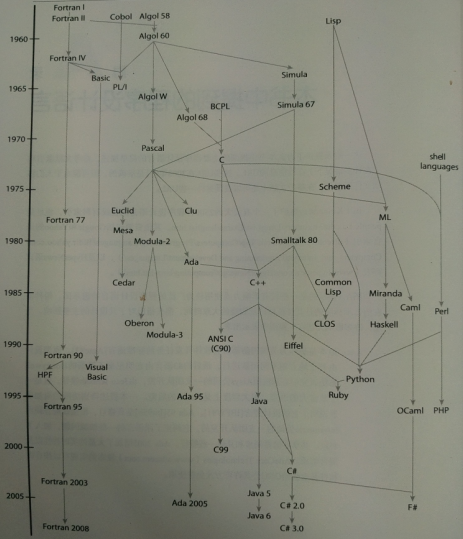 Fortran I
Fortran II
Cobol
Algol 58
Lisp
Algol 60
1960
Fortran IV
Basic
PL/I
Simula
1965
Algol W
BCPL
Simula 67
Algol 68
1970
Pascal
C
shell
languages
1975
Scheme
Euclid
Clu
ML
Fortran 77
Mesa
Modula-2
Smalltalk 80
1980
Ada
Cedar
C++
Common
Lisp
Miranda
1985
Caml
Perl
Oberon
Modula-3
CLOS
Haskell
ANSI C
(C90)
Eiffel
1990
Fortran 90
HPF
Visual
Basic
Python
Ruby
1995
Fortran 95
Ada 95
Java
OCaml
PHP
2000
C99
C#
Fortran 2003
2005
Ada 2005
Java 5
C# 2.0
F#
Java 6
Fortran 2008
C# 3.0